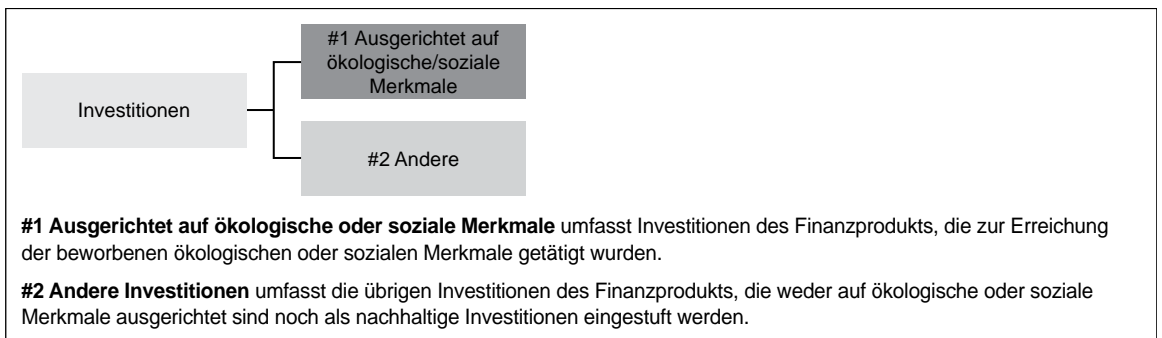 #1 Ausgerichtet auf
ökologische/soziale
Merkmale
Investitionen
#2 Andere
#1 Ausgerichtet auf ökologische oder soziale Merkmale umfasst Investitionen des Finanzprodukts, die zur Erreichung
der beworbenen ökologischen oder sozialen Merkmale getätigt wurden.
#2 Andere Investitionen umfasst die übrigen Investitionen des Finanzprodukts, die weder auf ökologische oder soziale
Merkmale ausgerichtet sind noch als nachhaltige Investitionen eingestuft werden.